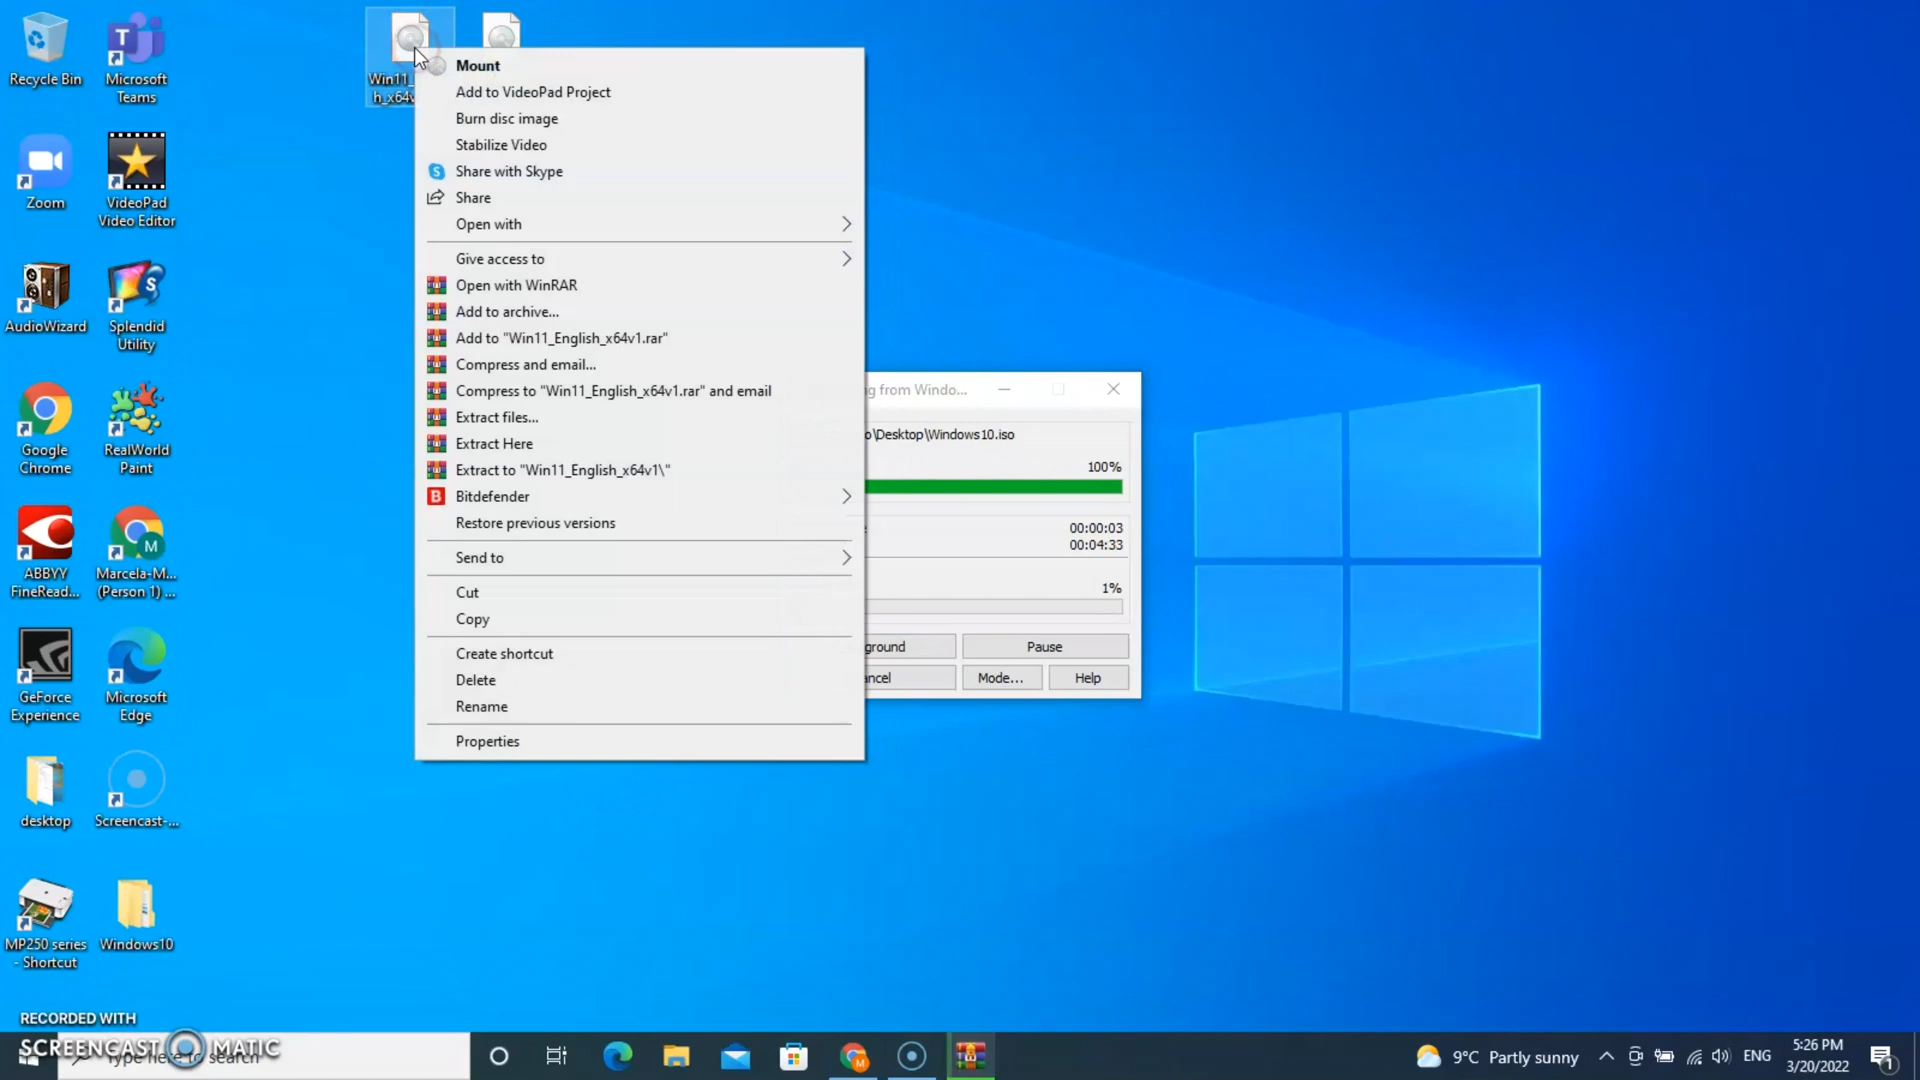 Recycle Bin
Microsoft
Teams
Zoom
VideoPad
Video Editor
AudioWizard
Splendid
Utility
Google
Chrome
RealWorld
Paint
ABBYY
FineRead...
Marcela-M...
(Person 1) ...
GeForce
Experience
Microsoft
Edge
desktop
Screencast-...
MP250 series
- Shortcut
Windows10
Win11_
h_x64v
Mount
Add to VideoPad Project
Burn disc image
Stabilize Video
Share with Skype
Share
Open with
Give access to
Open with WinRAR
Add to archive...
Add to "Win11_English_x64v1.rar"
Compress and email...
Compress to "Win11_English_x64v1.rar" and email
Extract files...
Extract Here
Extract to "Win11_English_x64v1\"
Bitdefender
Restore previous versions
Send to
Cut
Copy
Create shortcut
Delete
Rename
Properties
g from Windo...
o\Desktop\Windows10.iso
100%
00:00:03
00:04:33
1%
ground
Pause
ncel
Mode...
Help
RECORDED WITH
SCREENCAST MATIC
Type here to search
9°C Partly sunny
ENG
5:26 PM
3/20/2022
1